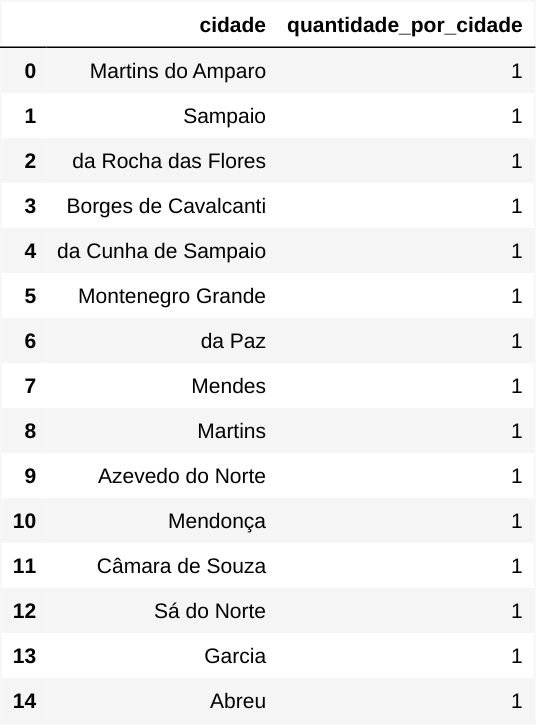 cidade quantidade_por_cidade
0 Martins do Amparo 1
1 Sampaio 1
2 da Rocha das Flores 1
3 Borges de Cavalcanti 1
4 da Cunha de Sampaio 1
5 Montenegro Grande 1
6 da Paz 1
7 Mendes 1
8 Martins 1
9 Azevedo do Norte 1
10 Mendonça 1
11 Câmara de Souza 1
12 Sá do Norte 1
13 Garcia 1
14 Abreu 1